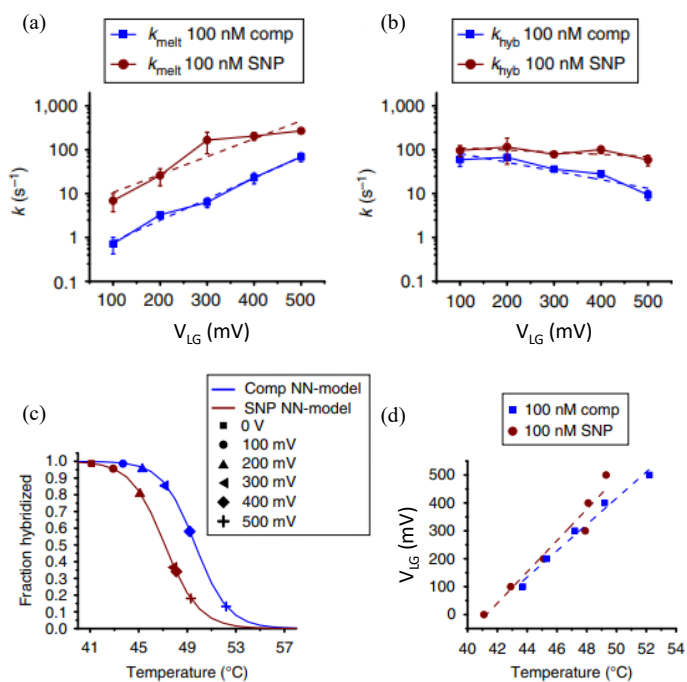 (a)
k_melt 100 nM comp
k_melt 100 nM SNP
1,000
100
10
1
0.1
k (s⁻¹)
100 200 300 400 500
V_LG (mV)
(b)
k_hyb 100 nM comp
k_hyb 100 nM SNP
1,000
100
10
1
0.1
k (s⁻¹)
100 200 300 400 500
V_LG (mV)
(c)
Comp NN-model
SNP NN-model
0 V
100 mV
200 mV
300 mV
400 mV
500 mV
1.0
0.9
0.8
0.7
0.6
0.5
0.4
0.3
0.2
0.1
0.0
Fraction hybridized
41 45 49 53 57
Temperature (°C)
(d)
100 nM comp
100 nM SNP
500
400
300
200
100
0
V_LG (mV)
40 42 44 46 48 50 52 54
Temperature (°C)